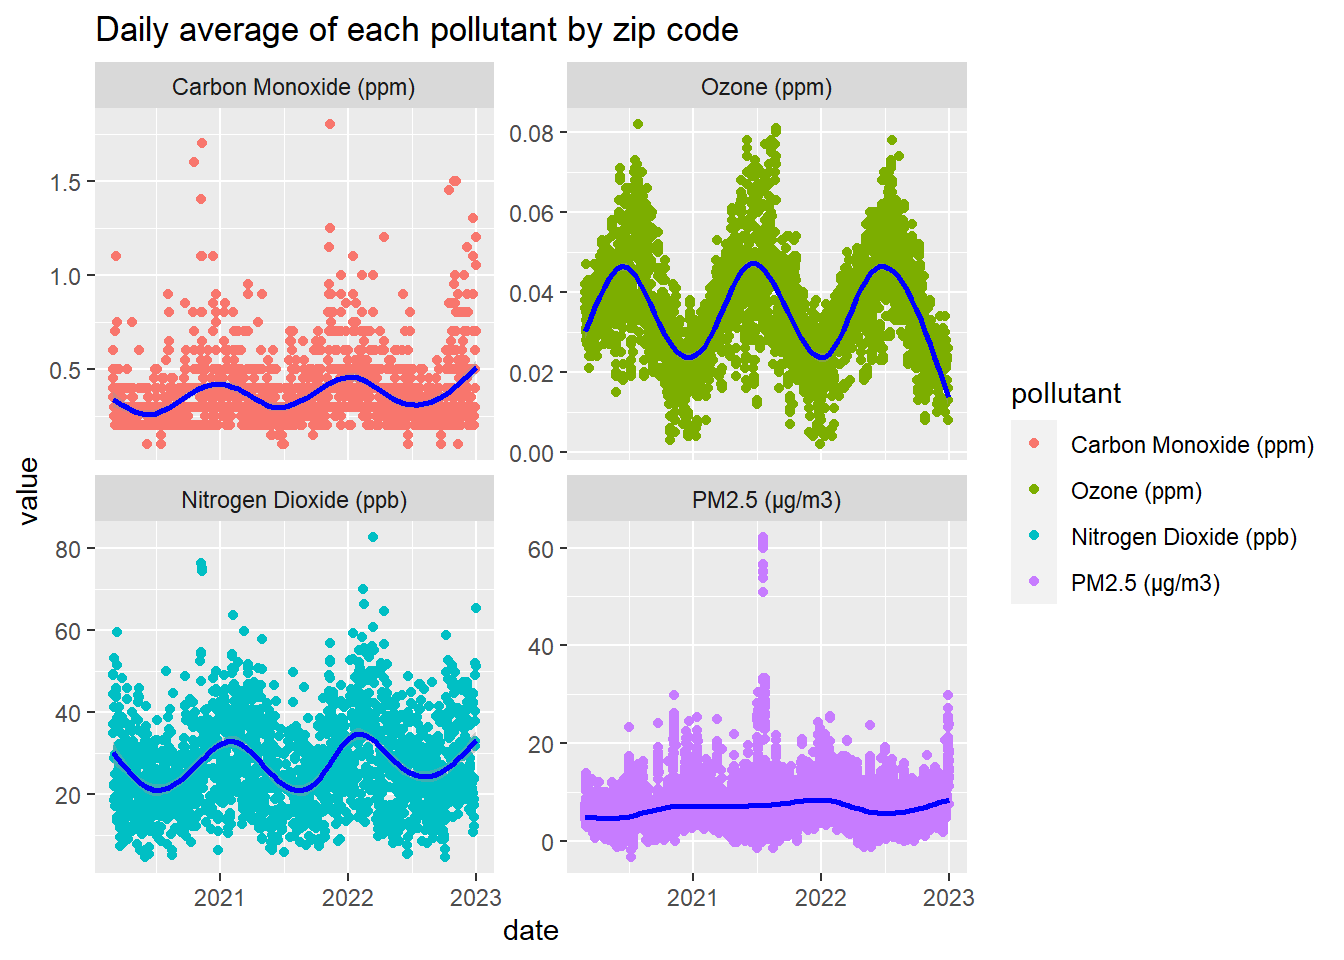 Daily average of each pollutant by zip code
Carbon Monoxide (ppm)
Ozone (ppm)
1.5
1.0
0.5
0.08
0.06
0.04
0.02
0.00
value
Nitrogen Dioxide (ppb)
PM2.5 (µg/m3)
80
60
40
20
60
40
20
0
2021
2022
2023
2021
2022
2023
date
pollutant
Carbon Monoxide (ppm)
Ozone (ppm)
Nitrogen Dioxide (ppb)
PM2.5 (µg/m3)